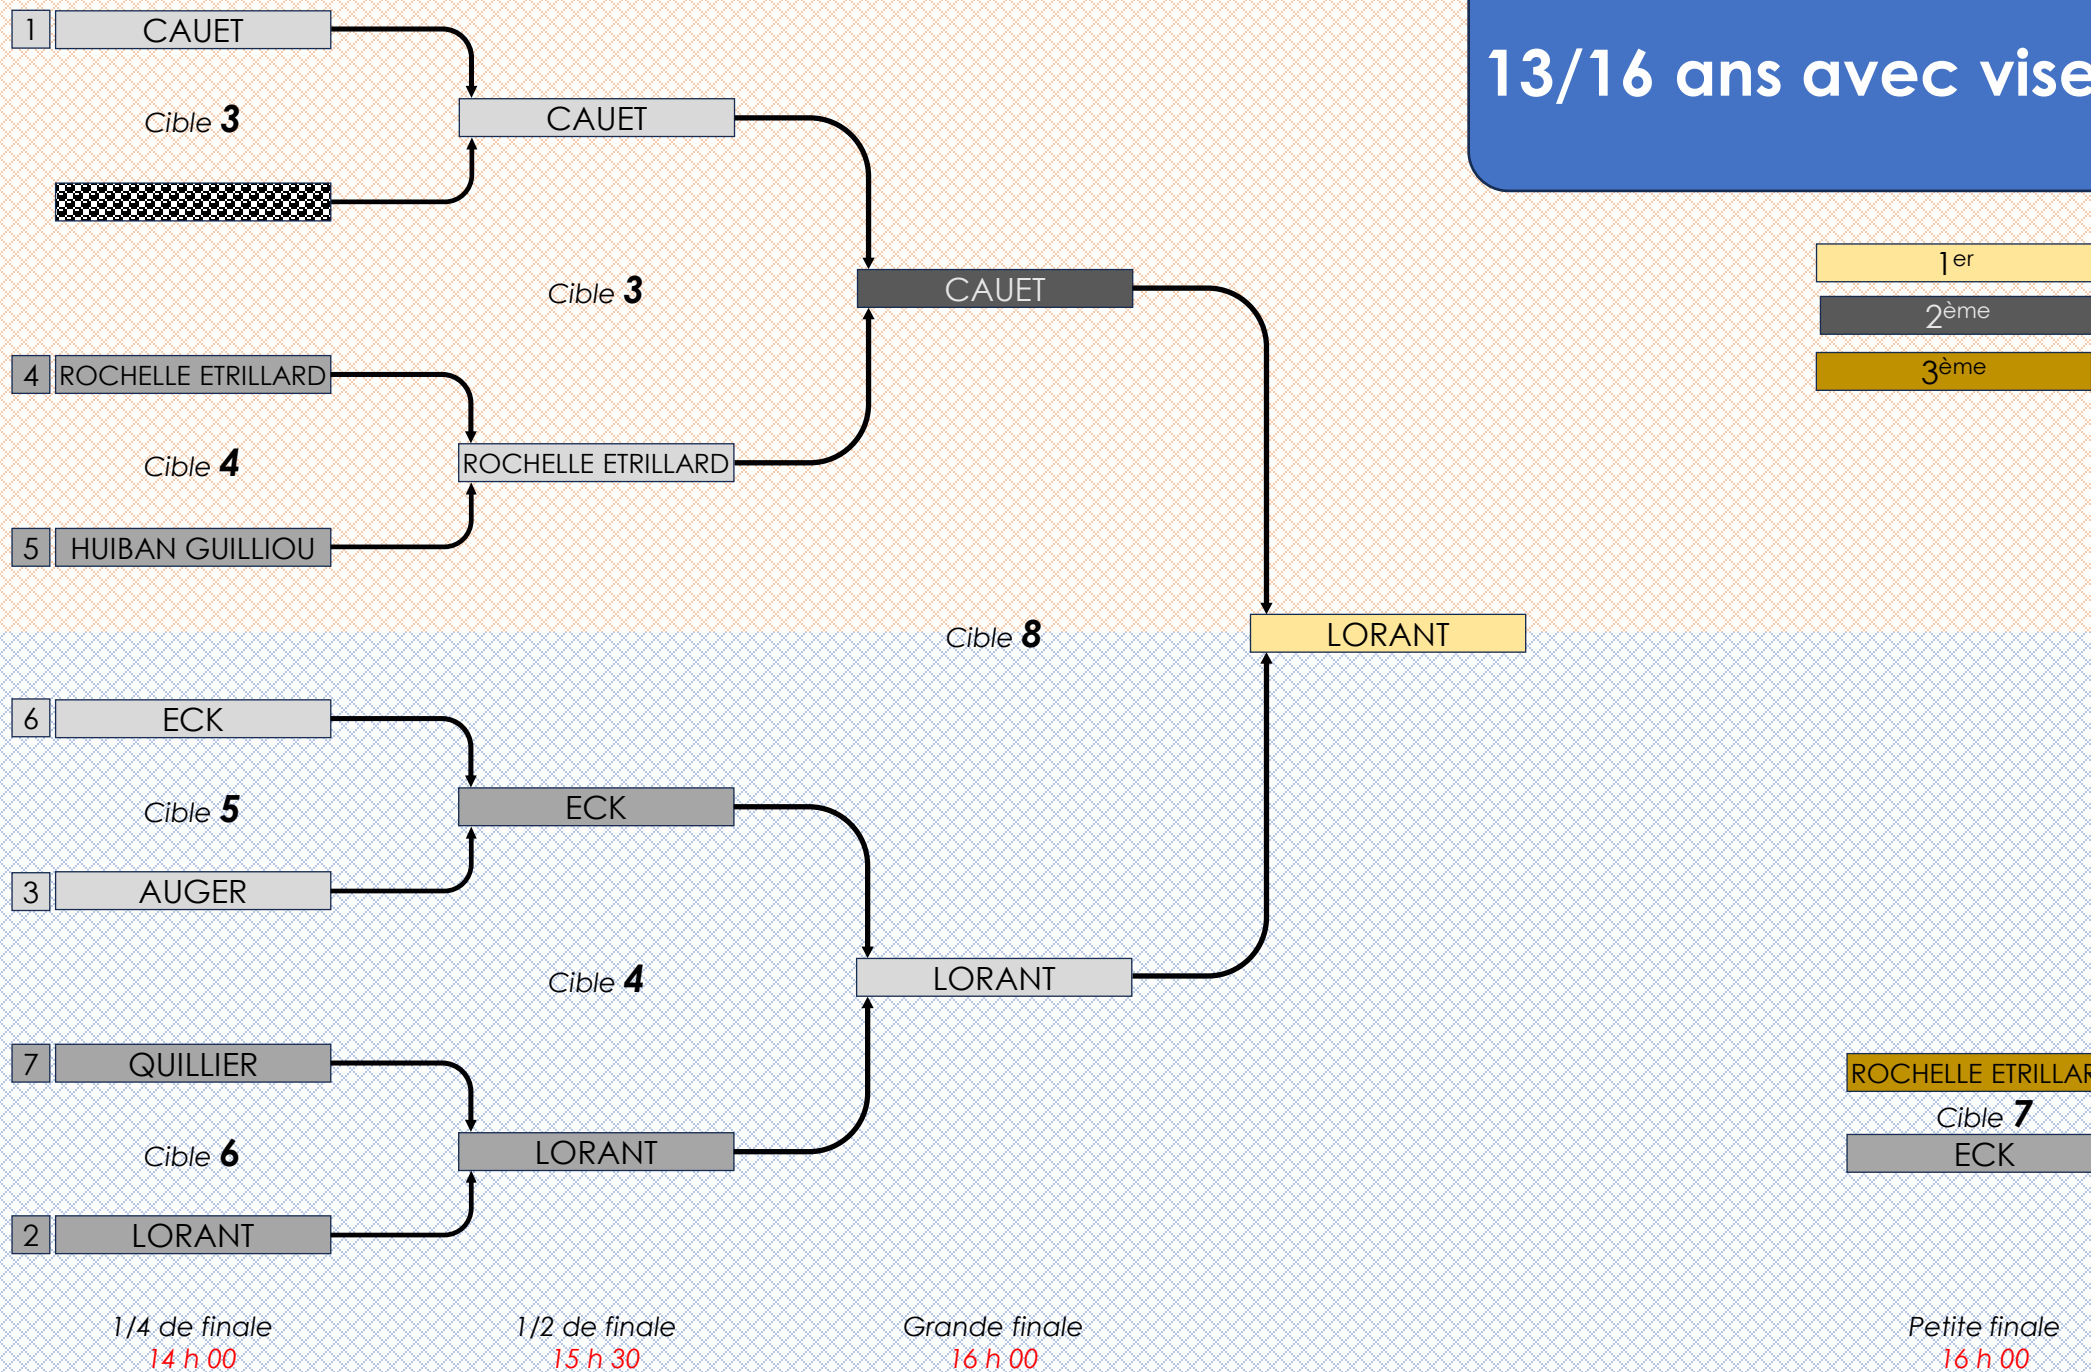 13/16 ans avec vise
1 CAUET
Cible 3
CAUET
Cible 3
CAUET
4 ROCHELLE ETRILLARD
Cible 4
ROCHELLE ETRILLARD
5 HUIBAN GUILLIOU
Cible 8
LORANT
6 ECK
Cible 5
ECK
3 AUGER
Cible 4
LORANT
7 QUILLIER
Cible 6
LORANT
2 LORANT
1er
2ème
3ème
ROCHELLE ETRILLAR
Cible 7
ECK
1/4 de finale
14 h 00
1/2 de finale
15 h 30
Grande finale
16 h 00
Petite finale
16 h 00